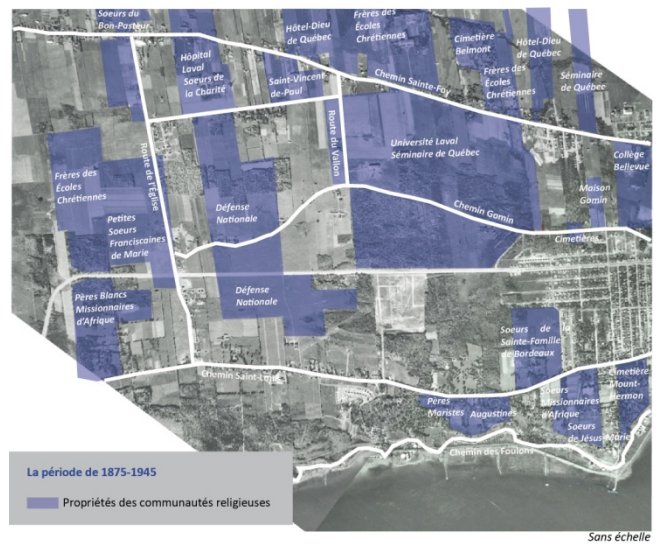 Soeurs du
Bon-Pasteur
Hôpital
Laval
Soeurs de
la Charité
Hôtel-Dieu
de Québec
Saint-Vincent-
de-Paul
Frères des
Écoles
Chrétiennes
Chemin Sainte-Foy
Cimetière
Belmont
Frères des
Écoles
Chrétiennes
Hôtel-Dieu
de Québec
Séminaire
de Québec
Collège
Bellevue
Route de l'Église
Route du Vallon
Université Laval
Séminaire de Québec
Maison
Gomin
Chemin Gomin
Cimetières
Frères des
Écoles
Chrétiennes
Petites
Soeurs
Franciscaines
de Marie
Défense
Nationale
Pères Blancs
Missionnaires
d'Afrique
Défense
Nationale
Soeurs de la
Sainte-Famille
de Bordeaux
Chemin Saint-Louis
Pères
Maristes
Augustines
Soeurs
Missionnaires
d'Afrique
Cimetière
Mount-
Hermon
Soeurs
de Jésus-Marie
Chemin des Foulons
La période de 1875-1945
Propriétés des communautés religieuses
Sans échelle